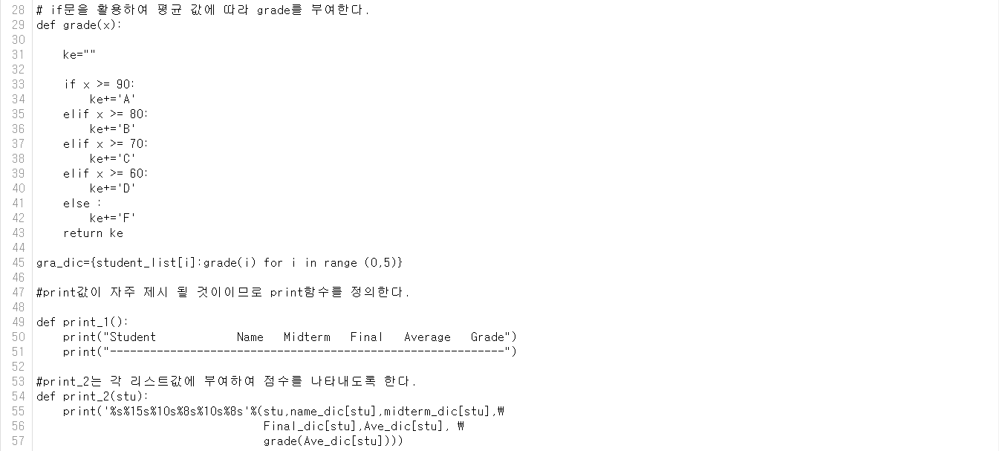 28 # if문을 활용하여 평균 값에 따라 grade를 부여한다.
29 def grade(x):
30
31     ke=""
32
33     if x >= 90:
34         ke+='A'
35     elif x >= 80:
36         ke+='B'
37     elif x >= 70:
38         ke+='C'
39     elif x >= 60:
40         ke+='D'
41     else :
42         ke+='F'
43     return ke
44
45 gra_dic={student_list[i]:grade(i) for i in range (0,5)}
46
47 #print값이 자주 제시 될 것이이므로 print함수를 정의한다.
48
49 def print_1():
50     print("Student            Name   Midterm   Final   Average   Grade")
51     print("-----------------------------------------------------------")
52
53 #print_2는 각 리스트값에 부여하여 점수를 나타내도록 한다.
54 def print_2(stu):
55     print('%s%15s%10s%8s%10s%8s'%(stu,name_dic[stu],midterm_dic[stu],₩
56                                   Final_dic[stu],Ave_dic[stu], ₩
57                                   grade(Ave_dic[stu])))